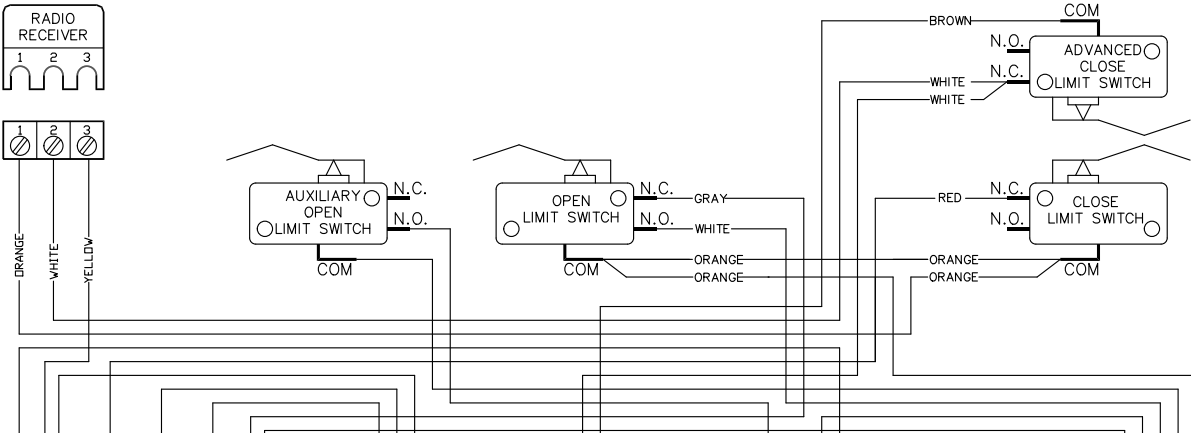 RADIO
RECEIVER
1 2 3
1 2 3
ORANGE
WHITE
YELLOW
AUXILIARY
OPEN
LIMIT SWITCH
N.C.
N.O.
COM
OPEN
LIMIT SWITCH
N.C.
N.O.
COM
GRAY
WHITE
ORANGE
ORANGE
BROWN
COM
N.O.
N.C.
WHITE
WHITE
ADVANCED
CLOSE
LIMIT SWITCH
RED
N.C.
N.O.
CLOSE
LIMIT SWITCH
ORANGE
ORANGE
COM